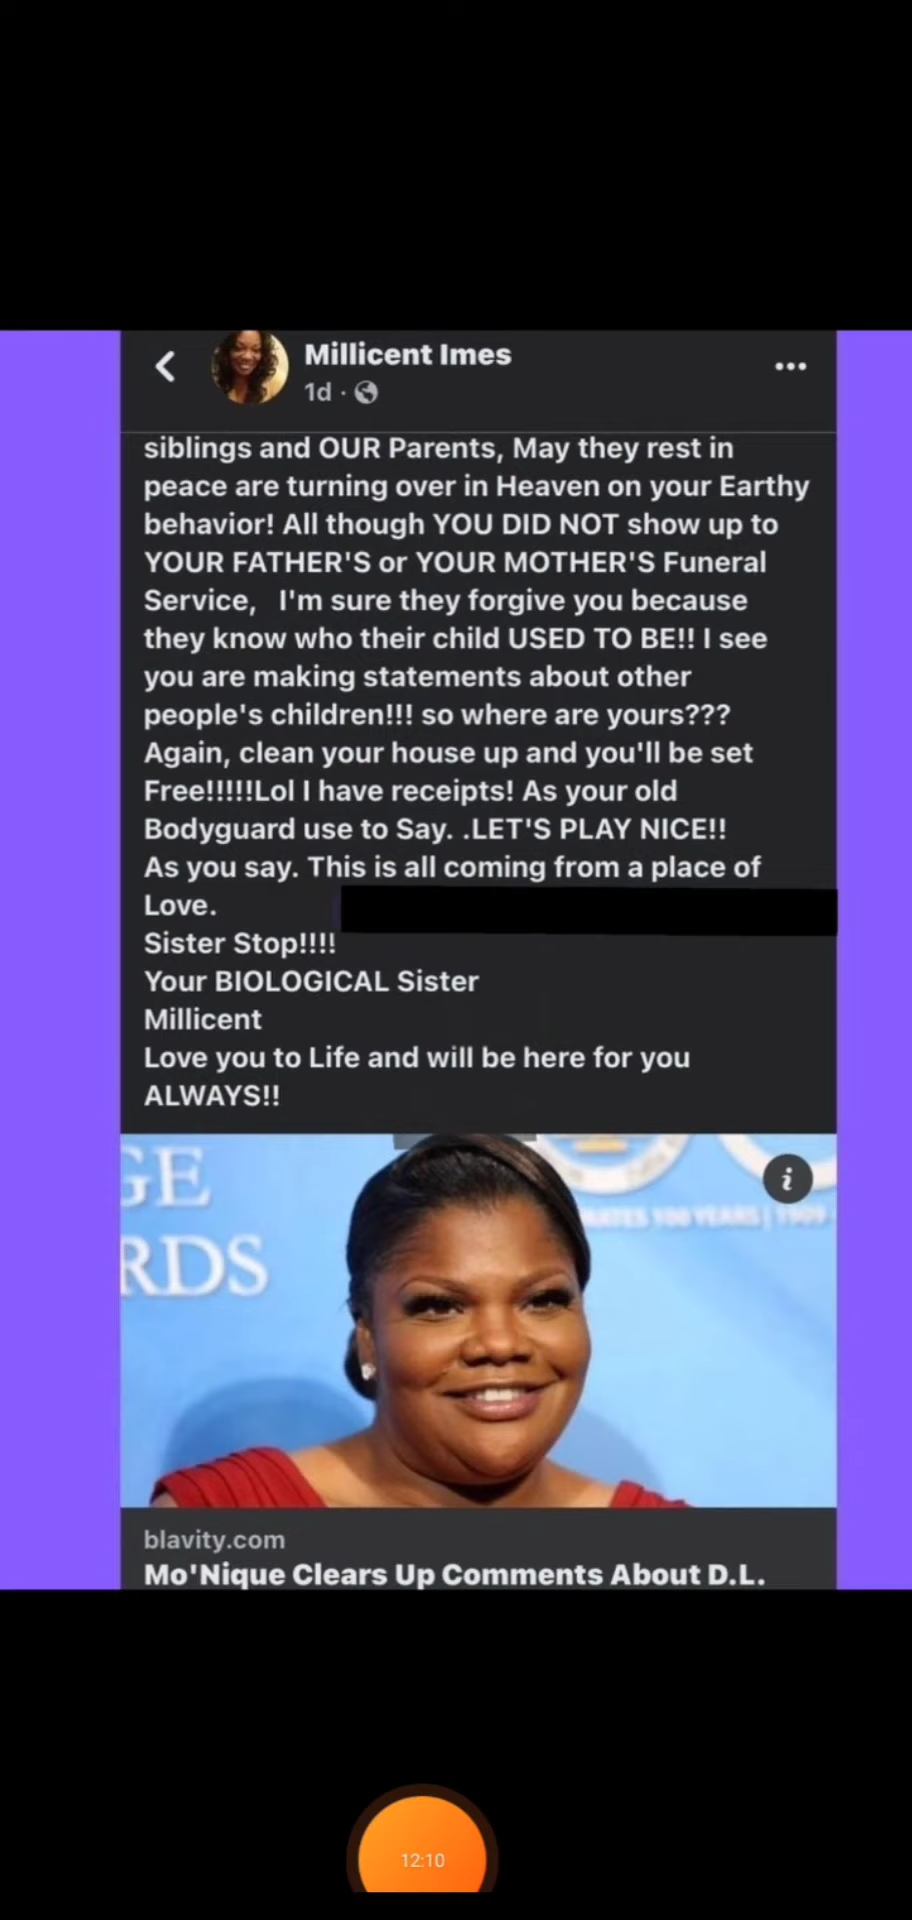 Millicent Imes
1d ·
siblings and OUR Parents, May they rest in
peace are turning over in Heaven on your Earthy
behavior! All though YOU DID NOT show up to
YOUR FATHER'S or YOUR MOTHER'S Funeral
Service, I'm sure they forgive you because
they know who their child USED TO BE!! I see
you are making statements about other
people's children!!! so where are yours???
Again, clean your house up and you'll be set
Free!!!!!Lol I have receipts! As your old
Bodyguard use to Say. .LET'S PLAY NICE!!
As you say. This is all coming from a place of
Love.
Sister Stop!!!!
Your BIOLOGICAL Sister
Millicent
Love you to Life and will be here for you
ALWAYS!!
GE
RDS
100 YEARS | 1909
blavity.com
Mo'Nique Clears Up Comments About D.L.
12:10